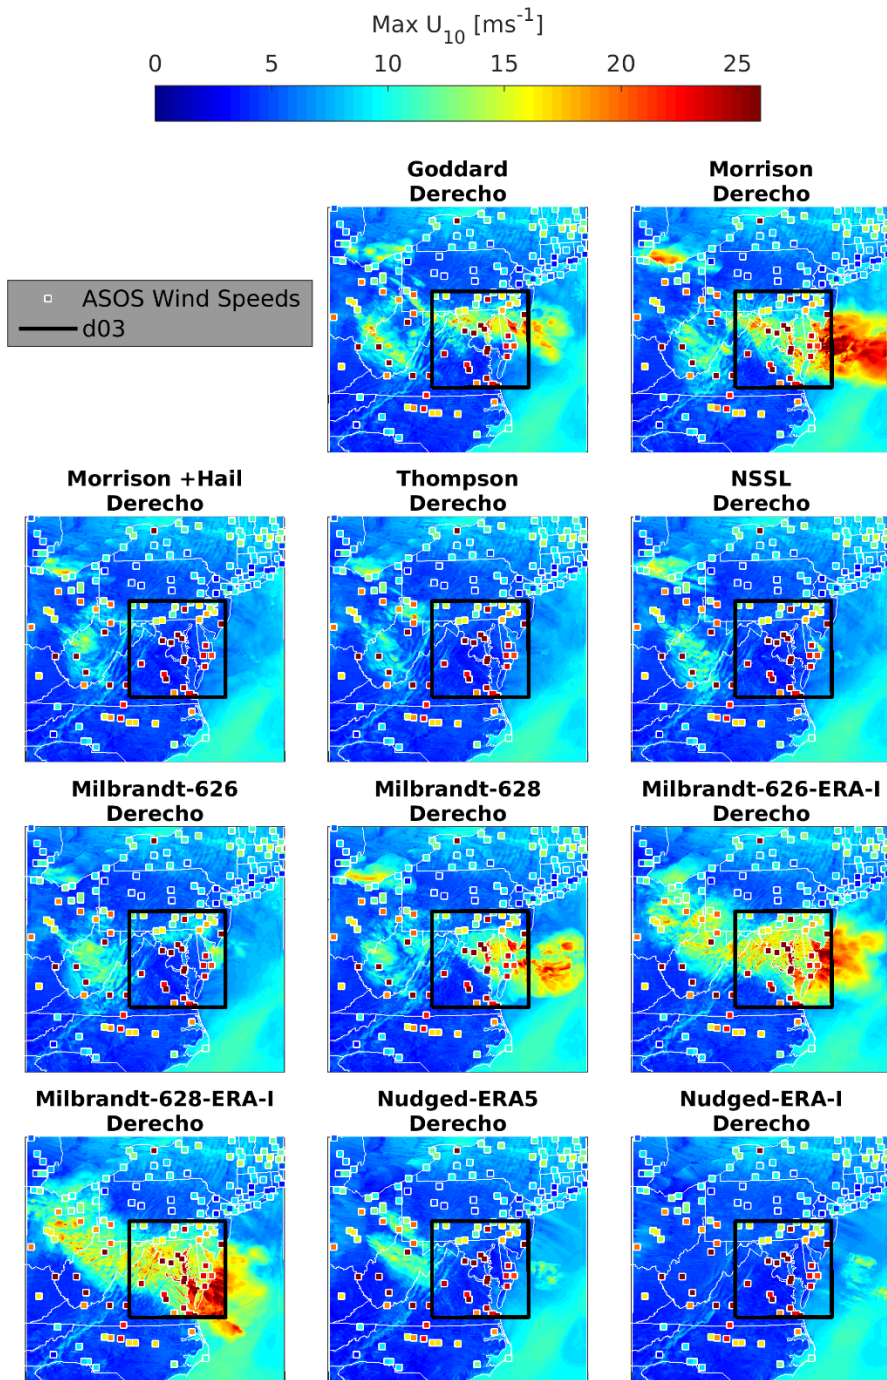 Max U10 [ms-1]
0 5 10 15 20 25
Goddard
Derecho
Morrison
Derecho
ASOS Wind Speeds
d03
Morrison +Hail
Derecho
Thompson
Derecho
NSSL
Derecho
Milbrandt-626
Derecho
Milbrandt-628
Derecho
Milbrandt-626-ERA-I
Derecho
Milbrandt-628-ERA-I
Derecho
Nudged-ERA5
Derecho
Nudged-ERA-I
Derecho